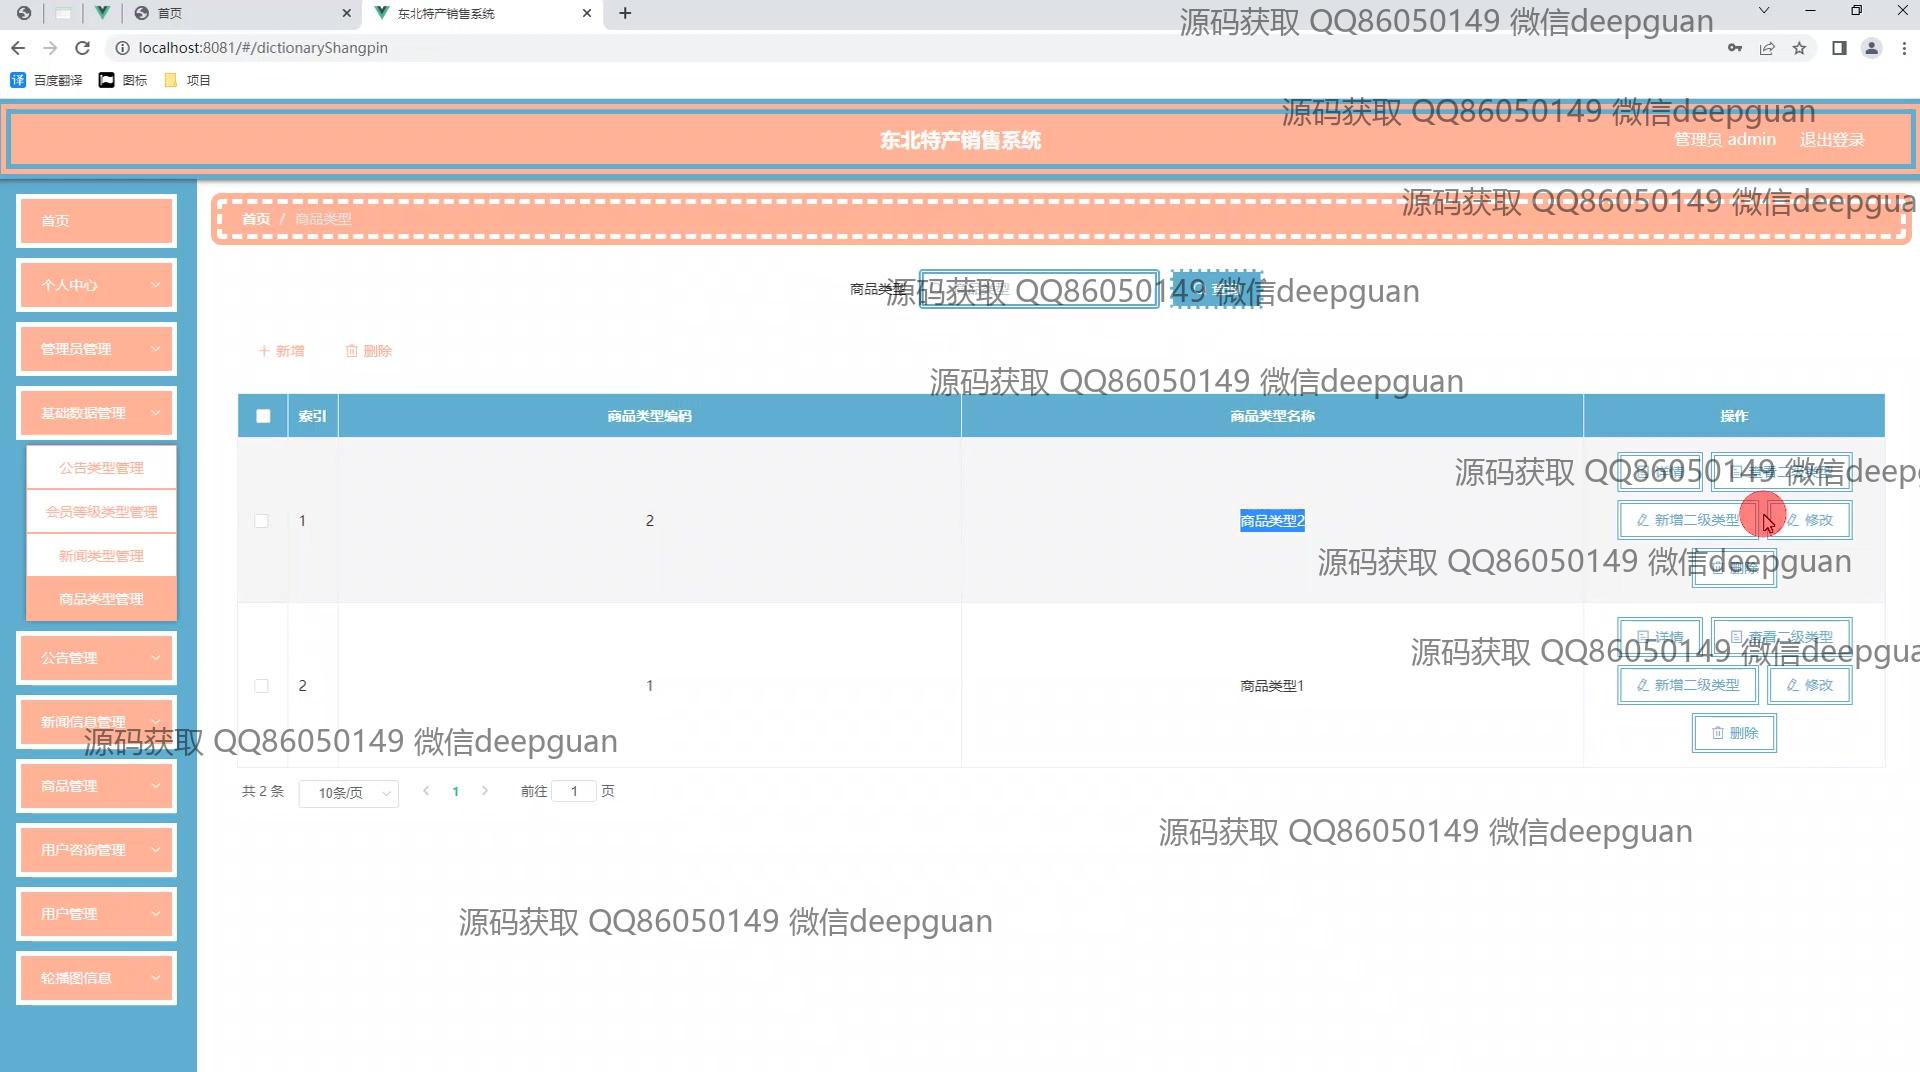 首页
东北特产销售系统
源码获取 QQ86050149 微信deepguan
localhost:8081/#/dictionaryShangpin
百度翻译 图标 项目
源码获取 QQ86050149 微信deepguan
东北特产销售系统
管理员 admin 退出登录
源码获取 QQ86050149 微信deepgua
首页 / 商品类型
首页
个人中心
管理员管理
基础数据管理
公告类型管理
会员等级类型管理
新闻类型管理
商品类型管理
公告管理
新闻信息管理
商品管理
用户咨询管理
用户管理
轮播图信息
商品类型
源码获取 QQ86050149 微信deepguan
新增 删除
源码获取 QQ86050149 微信deepguan
索引 商品类型编码 商品类型名称 操作
源码获取 QQ86050149 微信deepg
详情 查看二级类型
1 2 商品类型2 新增二级类型 修改
源码获取 QQ86050149 微信deepguan
删除
详情 查看二级类型
源码获取 QQ86050149 微信deepgua
2 1 商品类型1 新增二级类型 修改
删除
源码获取 QQ86050149 微信deepguan
共 2 条 10条/页 1 前往 1 页
源码获取 QQ86050149 微信deepguan
源码获取 QQ86050149 微信deepguan